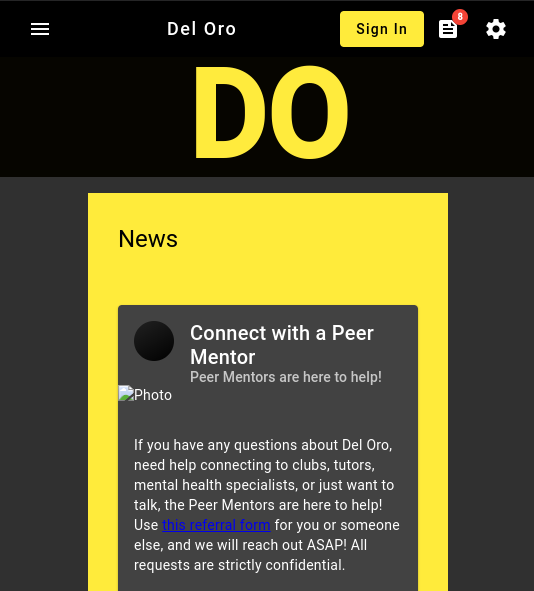 Del Oro
Sign In
8
DO
News
Connect with a Peer
Mentor
Peer Mentors are here to help!
Photo
If you have any questions about Del Oro,
need help connecting to clubs, tutors,
mental health specialists, or just want to
talk, the Peer Mentors are here to help!
Use this referral form for you or someone
else, and we will reach out ASAP! All
requests are strictly confidential.